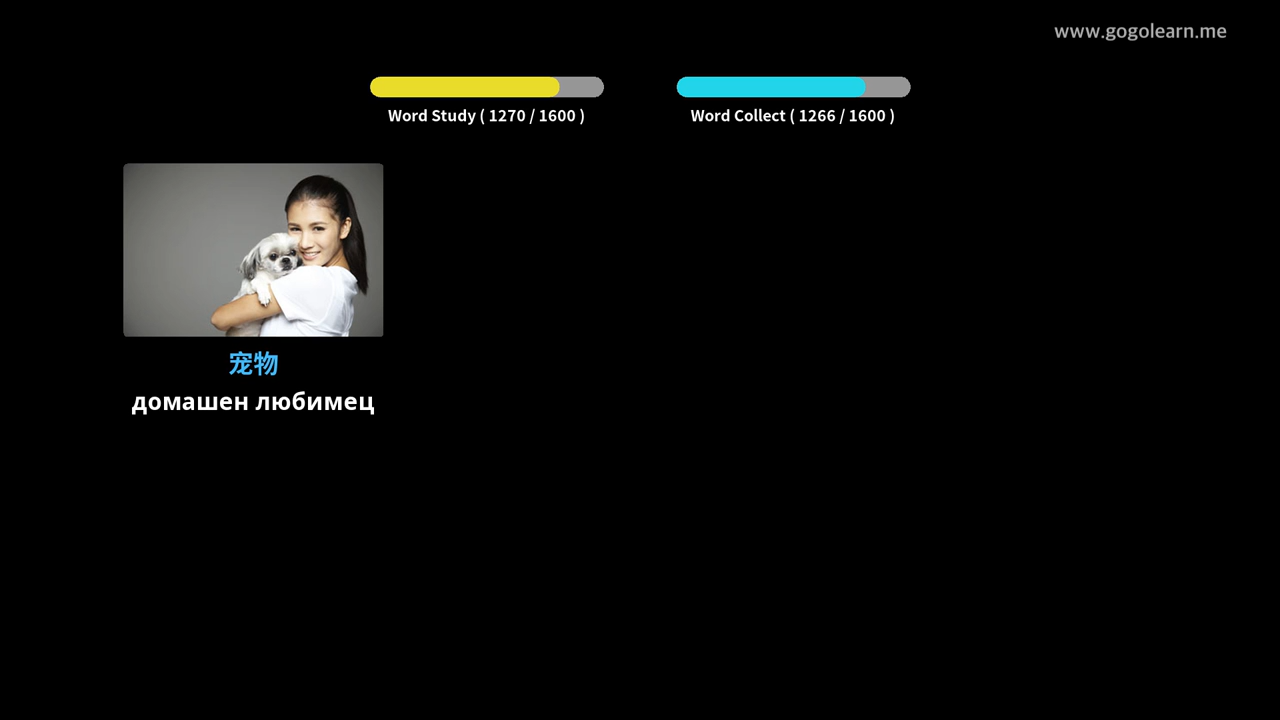 www.gogolearn.me
Word Study ( 1270 / 1600 )
Word Collect ( 1266 / 1600 )
宠物
домашен любимец